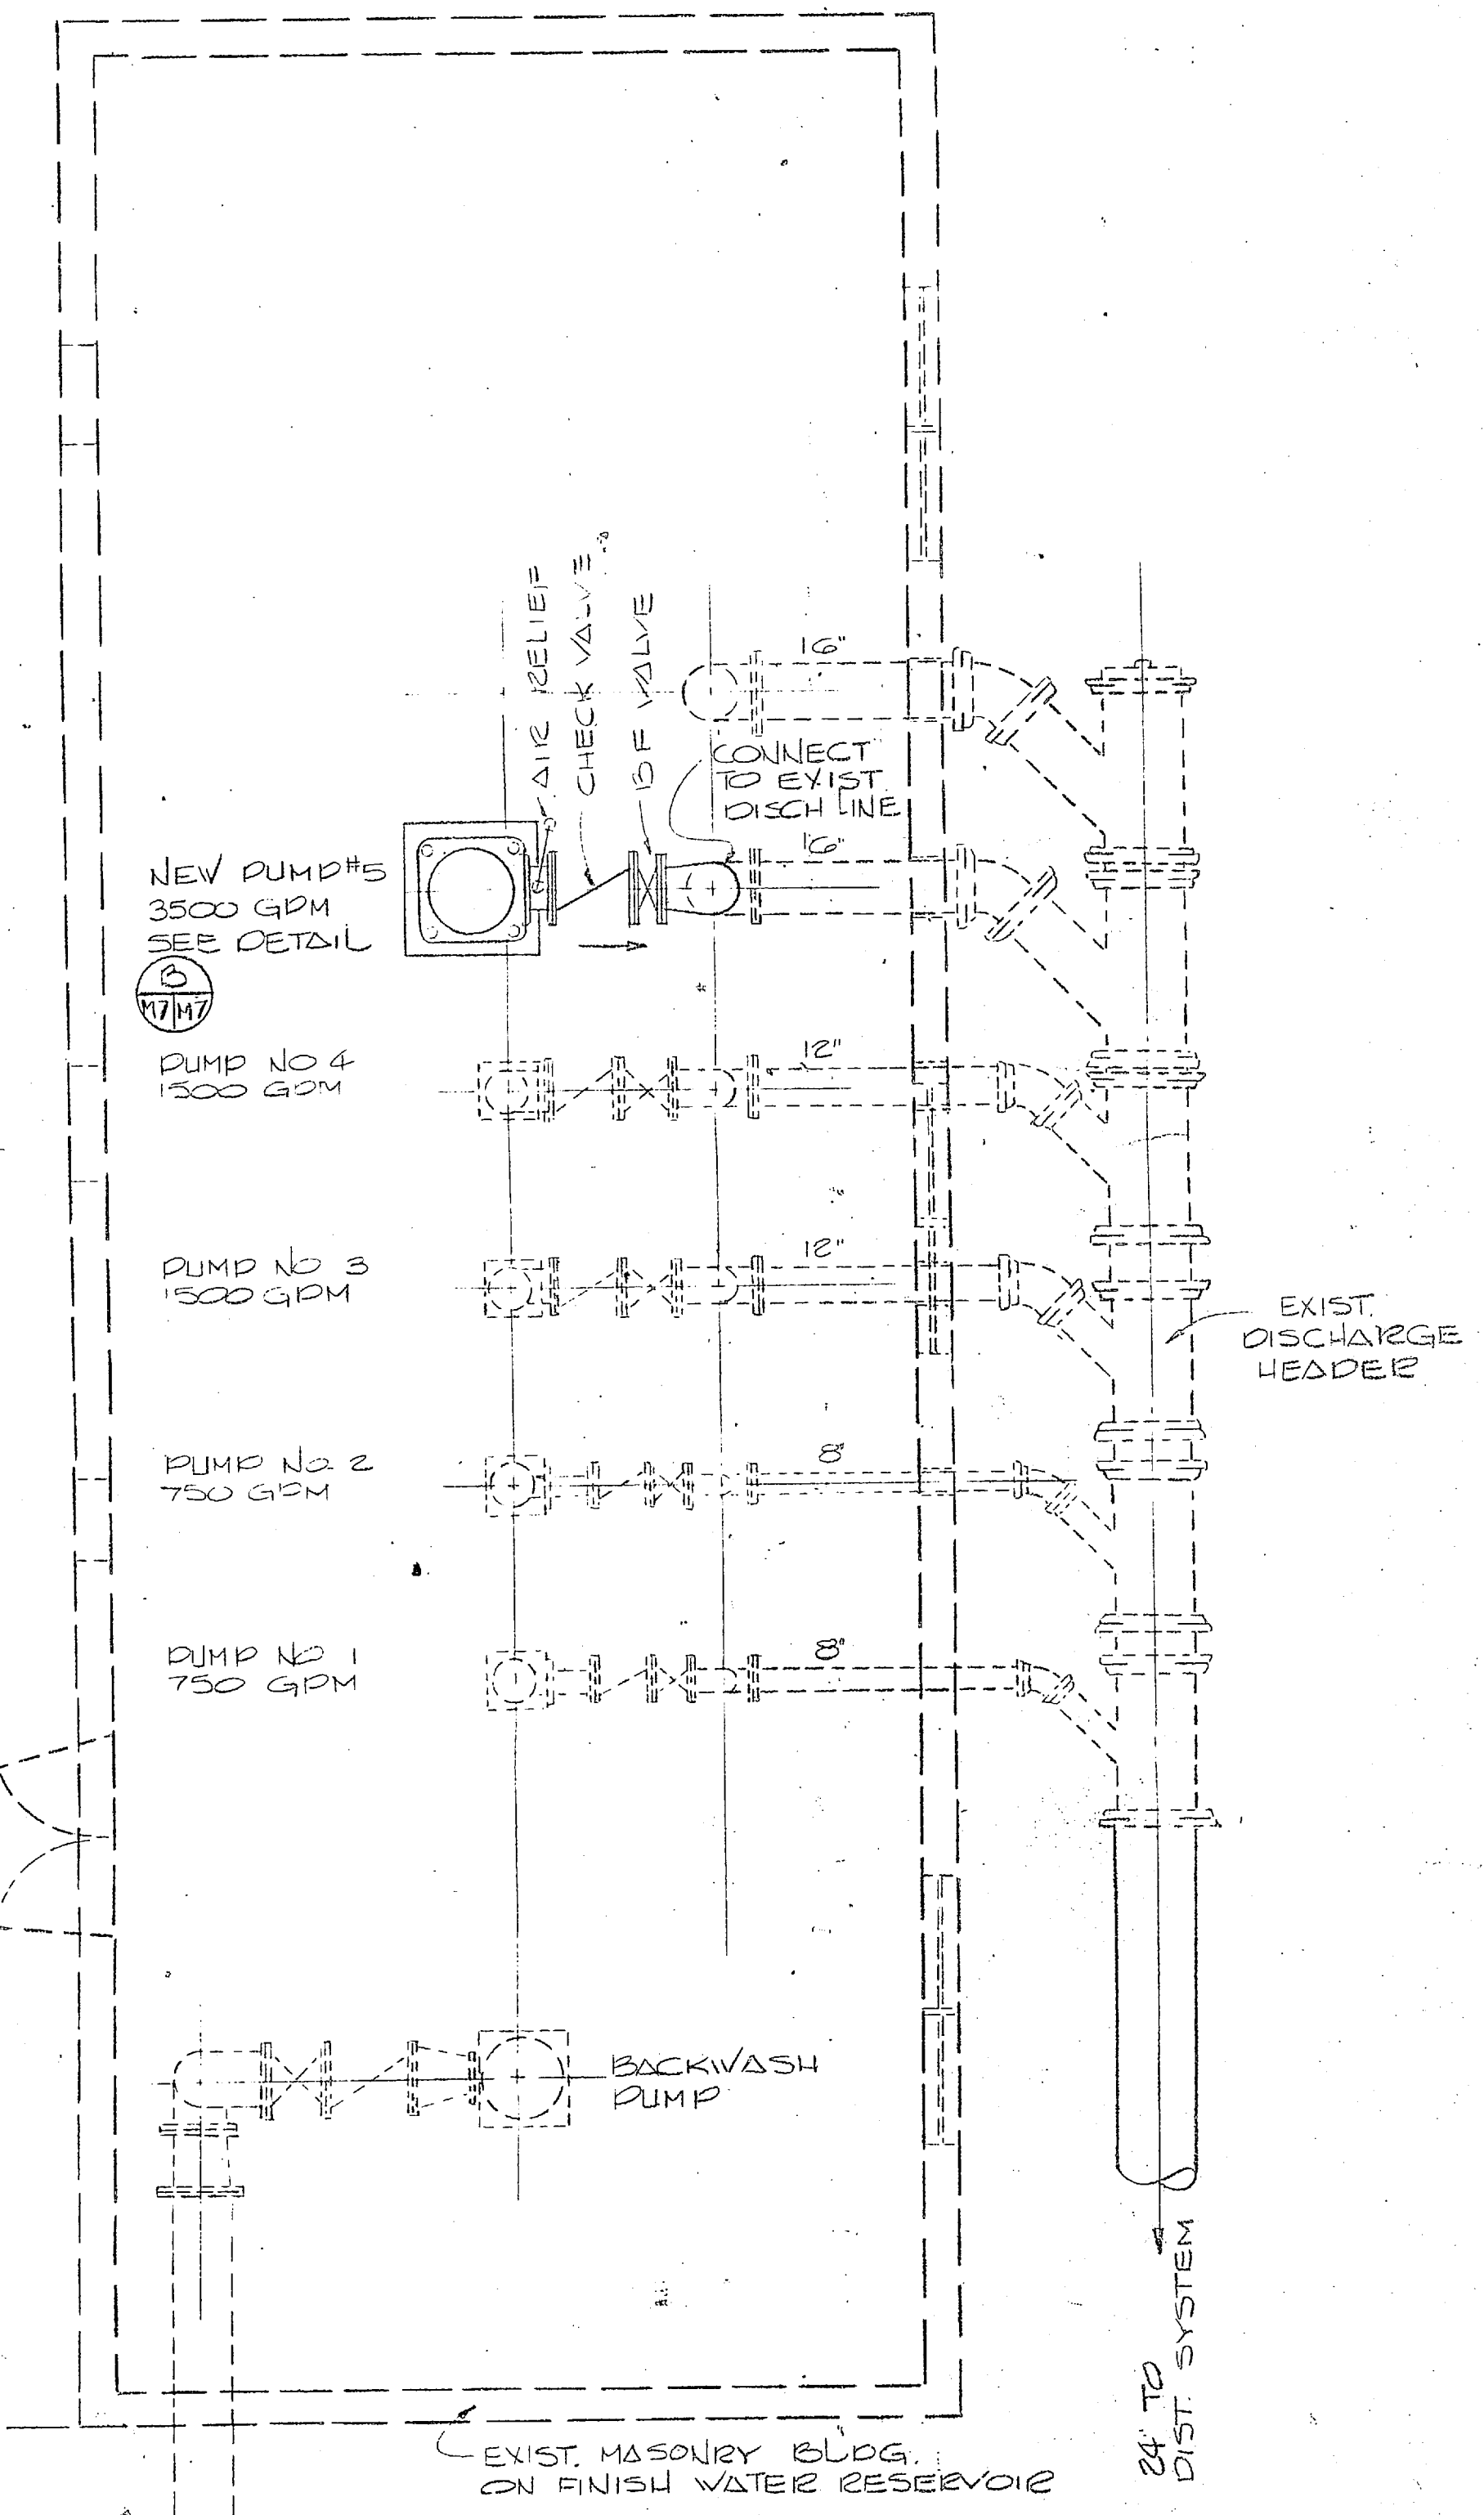 AIR RELIEF
CHECK VALVE
BF VALVE
16"
CONNECT
TO EXIST.
DISCH LINE
16"
NEW PUMP #5
3500 GPM
SEE DETAIL
B
M7 M7
PUMP NO 4
1500 GPM
12"
PUMP NO 3
1500 GPM
12"
EXIST.
DISCHARGE
HEADER
PUMP NO. 2
750 GPM
8"
PUMP NO 1
750 GPM
8"
BACKWASH
PUMP
24" TO
DIST. SYSTEM
EXIST. MASONRY BLDG.
ON FINISH WATER RESERVOIR